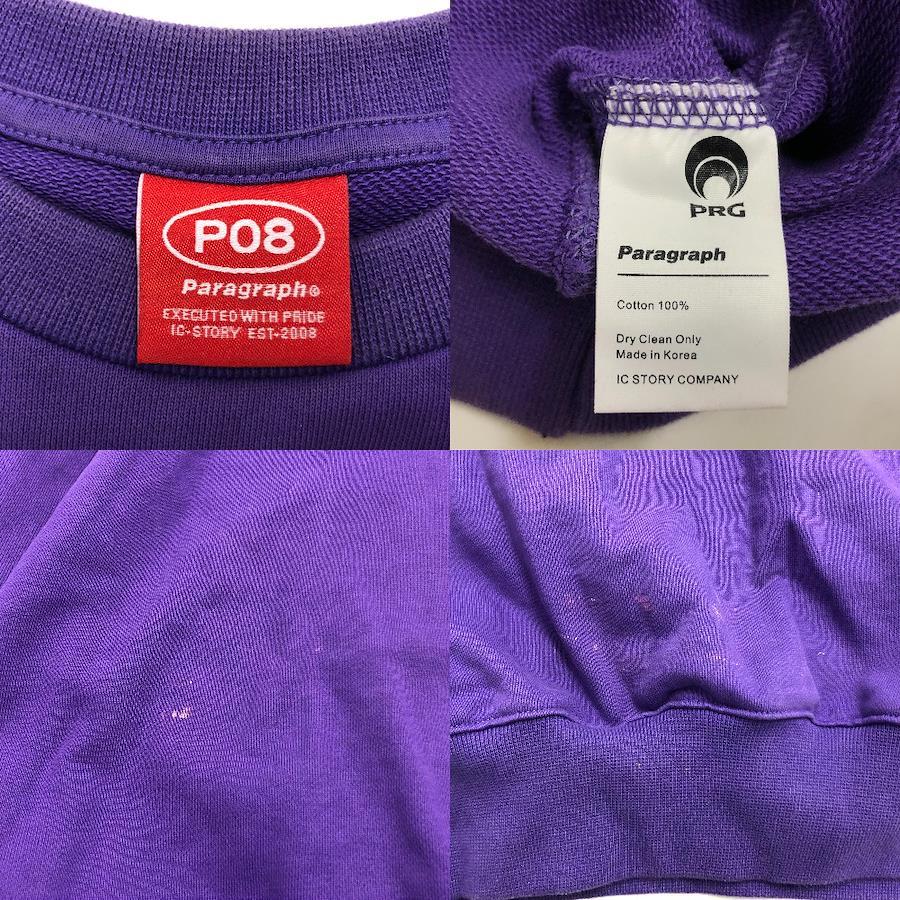 P08
Paragraph®
EXECUTED WITH PRIDE
IC-STORY EST-2008
PRG
Paragraph
Cotton 100%
Dry Clean Only
Made in Korea
IC STORY COMPANY